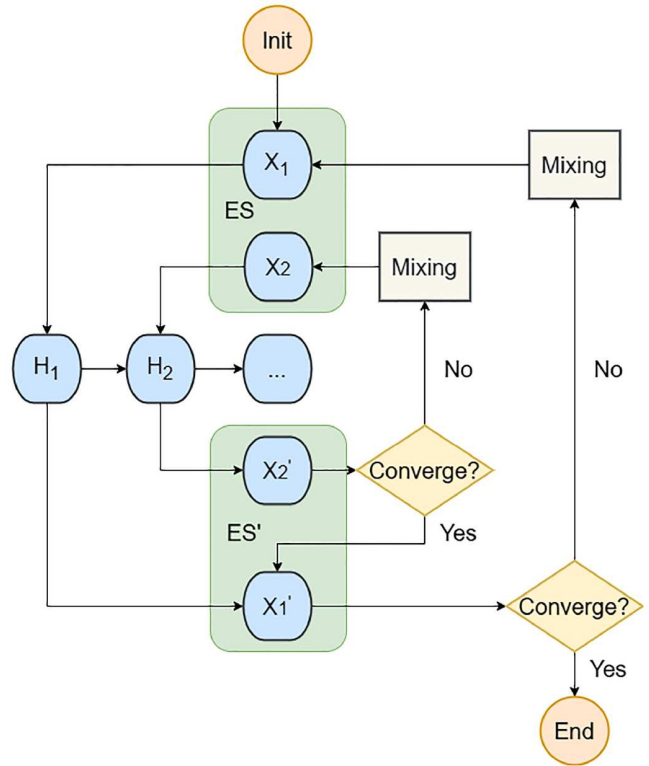 Init
X₁
Mixing
ES
X₂
Mixing
H₁
H₂
...
No
No
X₂'
Converge?
ES'
Yes
X₁'
Converge?
Yes
End